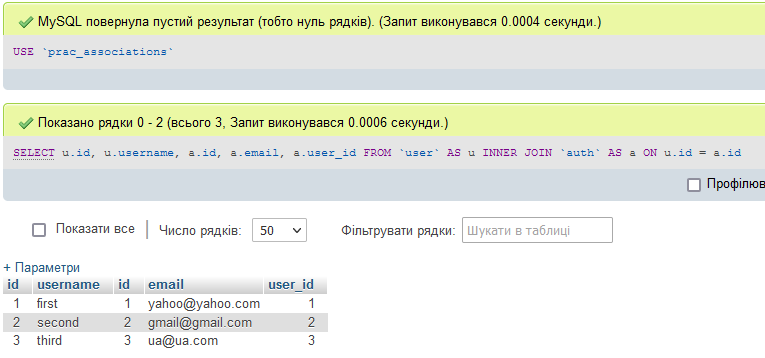 MySQL повернула пустий результат (тобто нуль рядків). (Запит виконувався 0.0004 секунди.)
USE `prac_associations`
Показано рядки 0 - 2 (всього 3, Запит виконувався 0.0006 секунди.)
SELECT u.id, u.username, a.id, a.email, a.user_id FROM `user` AS u INNER JOIN `auth` AS a ON u.id = a.id
Профілюв
Показати все | Число рядків: 50 Фільтрувати рядки: Шукати в таблиці
+ Параметри
id username id email user_id
1 first 1 yahoo@yahoo.com 1
2 second 2 gmail@gmail.com 2
3 third 3 ua@ua.com 3